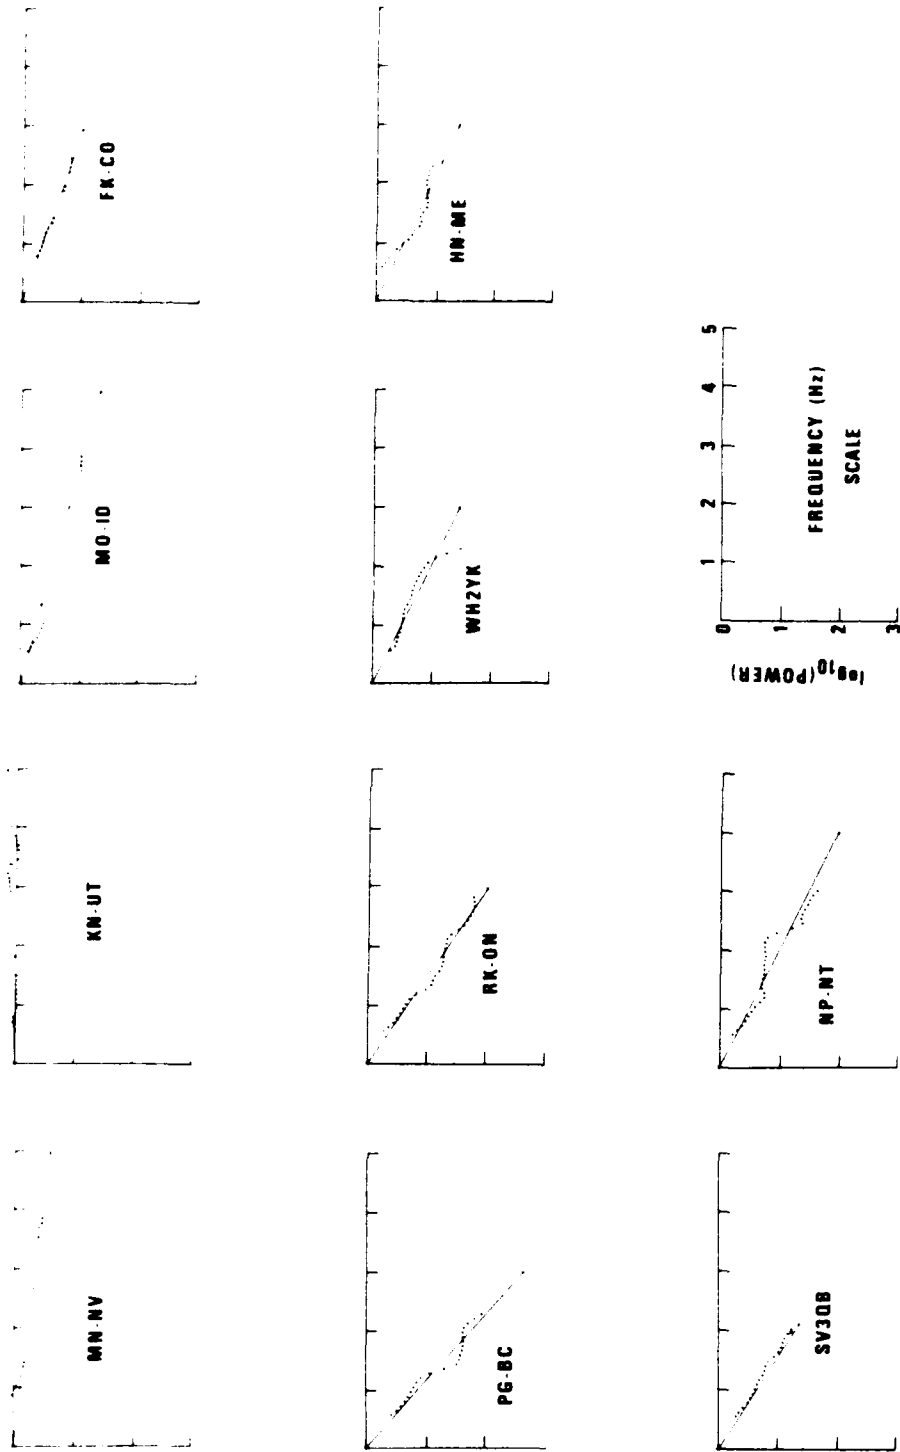 FK-CO
MO-ID
KN-UT
MN-NV
HN-ME
WH2YK
RK-ON
PG-BC
0 1 2 3 4 5
1
2
3
log10(POWER)
FREQUENCY (Hz)
SCALE
NP-NT
SV3QB